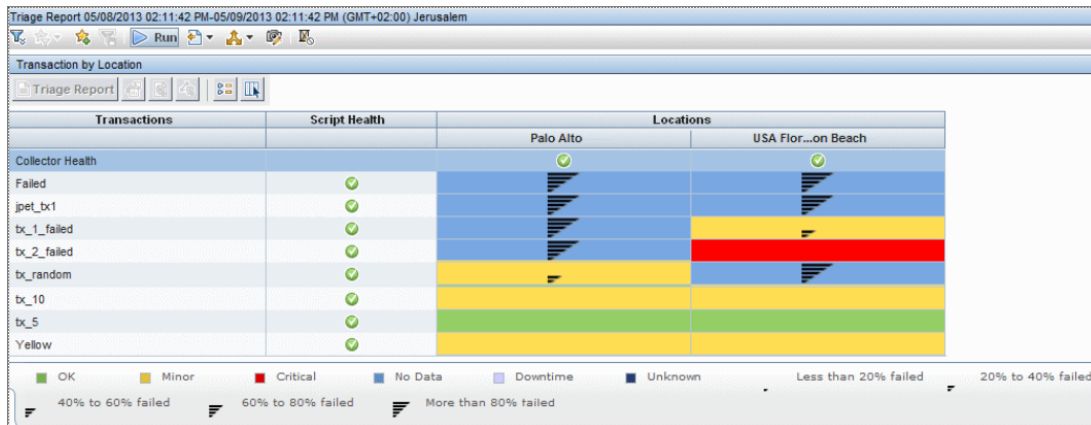 Triage Report 05/08/2013 02:11:42 PM-05/09/2013 02:11:42 PM (GMT+02:00) Jerusalem
Run
Transaction by Location
Triage Report
Transactions Script Health Locations
Palo Alto USA Flor...on Beach
Collector Health
Failed
jpet_tx1
tx_1_failed
tx_2_failed
tx_random
tx_10
tx_5
Yellow
OK Minor Critical No Data Downtime Unknown Less than 20% failed 20% to 40% failed
40% to 60% failed 60% to 80% failed More than 80% failed